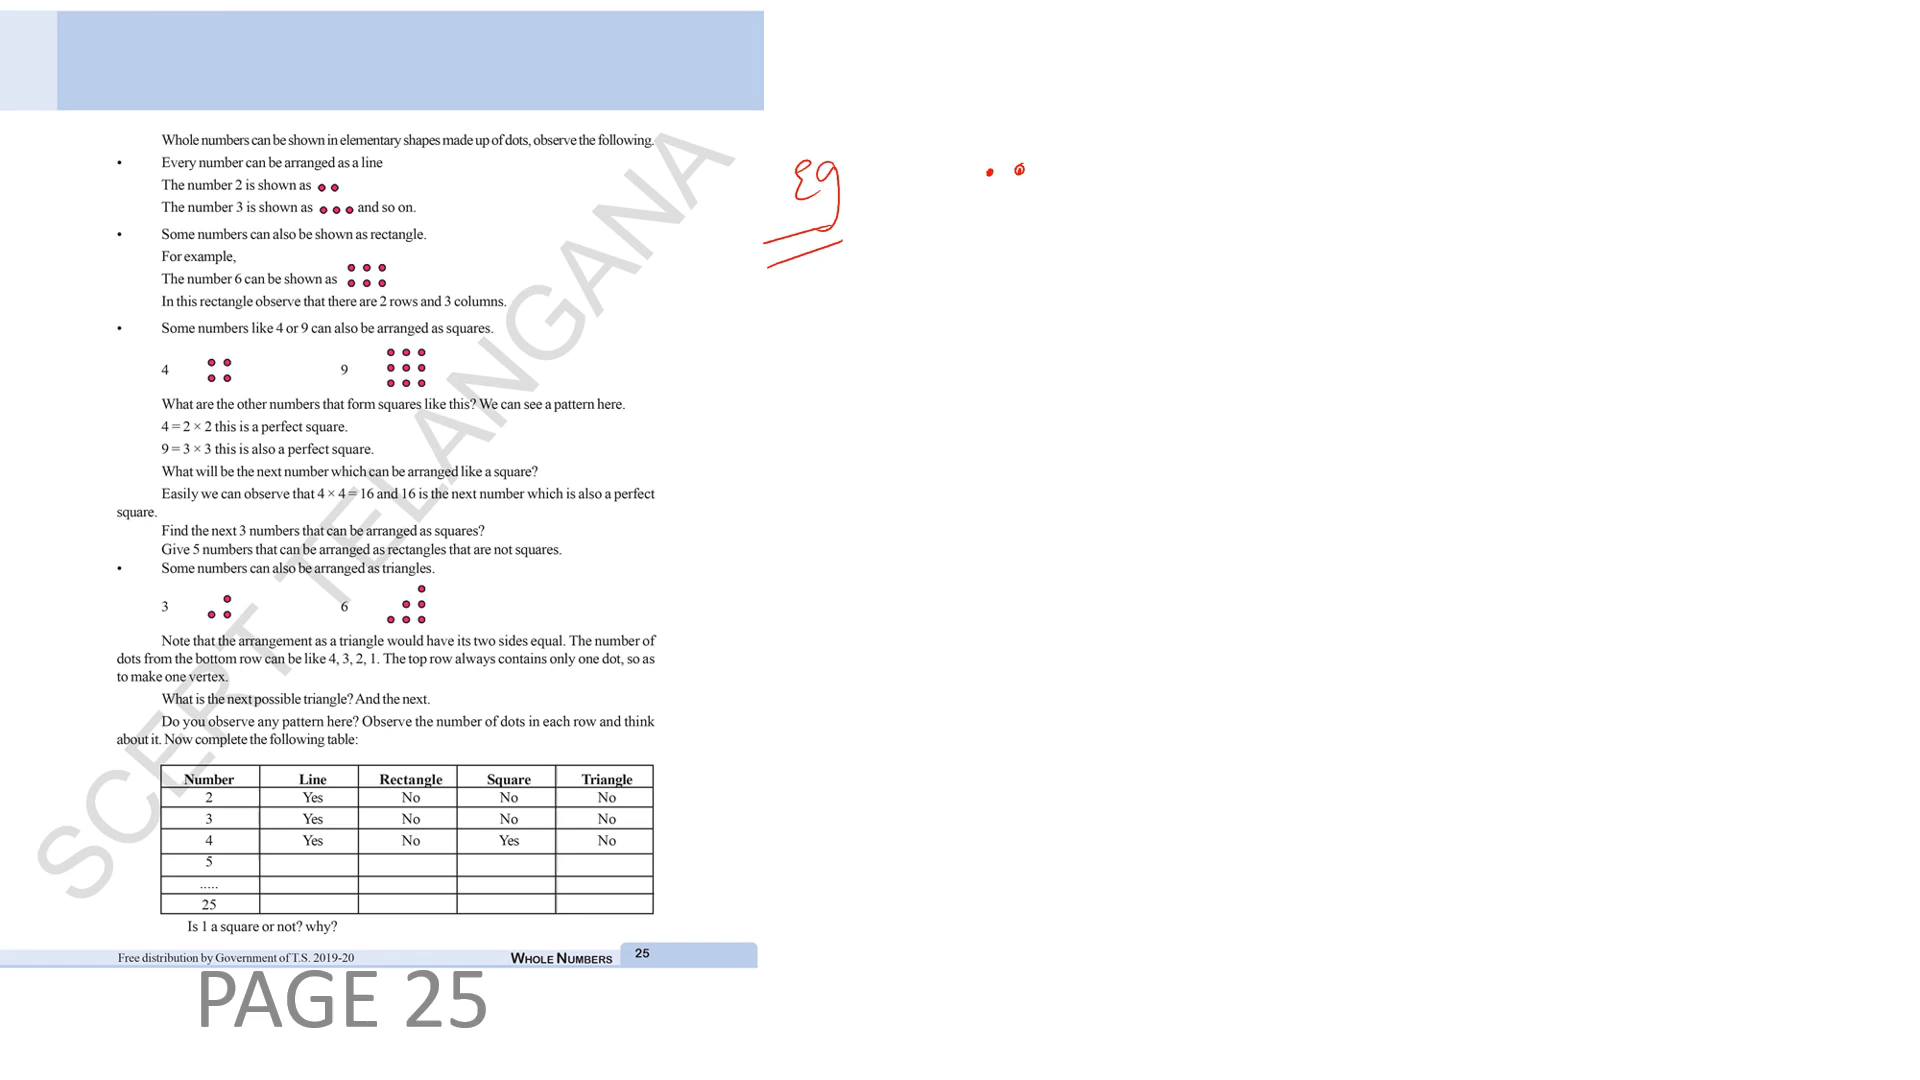 Whole numbers can be shown in elementary shapes made up of dots, observe the following.
• Every number can be arranged as a line
The number 2 is shown as
The number 3 is shown as and so on.
• Some numbers can also be shown as rectangle.
For example,
The number 6 can be shown as
In this rectangle observe that there are 2 rows and 3 columns.
• Some numbers like 4 or 9 can also be arranged as squares.
4 9
What are the other numbers that form squares like this? We can see a pattern here.
4 = 2 × 2 this is a perfect square.
9 = 3 × 3 this is also a perfect square.
What will be the next number which can be arranged like a square?
Easily we can observe that 4 × 4 = 16 and 16 is the next number which is also a perfect
square.
Find the next 3 numbers that can be arranged as squares?
Give 5 numbers that can be arranged as rectangles that are not squares.
• Some numbers can also be arranged as triangles.
3 6
Note that the arrangement as a triangle would have its two sides equal. The number of
dots from the bottom row can be like 4, 3, 2, 1. The top row always contains only one dot, so as
to make one vertex.
What is the next possible triangle? And the next.
Do you observe any pattern here? Observe the number of dots in each row and think
about it. Now complete the following table:
Number Line Rectangle Square Triangle
2 Yes No No No
3 Yes No No No
4 Yes No Yes No
5
.....
25
Is 1 a square or not? why?
Free distribution by Government of T.S. 2019-20 WHOLE NUMBERS 25
PAGE 25
SCERT TELANGANA
Eg